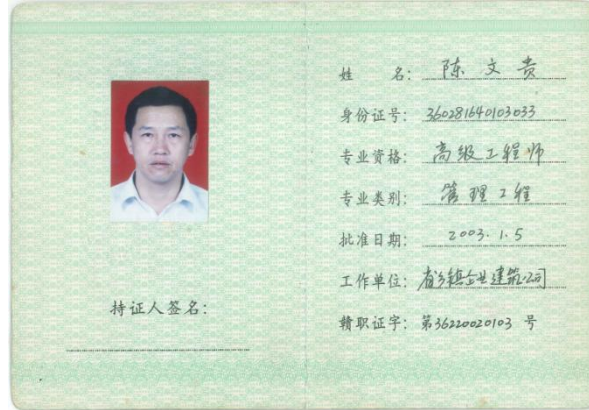 持证人签名:
姓 名: 陈文贵
身份证号: 360281640103033
专业资格: 高级工程师
专业类别: 管理工程
批准日期: 2003.1.5
工作单位: 省乡镇企业建筑公司
赣职证字: 第36220020103 号